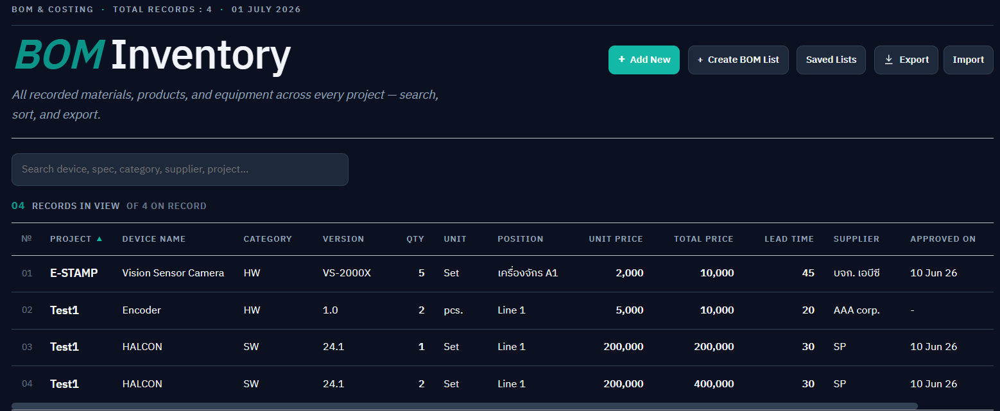 BOM & COSTING · TOTAL RECORDS : 4 · 01 JULY 2026
BOM Inventory
+ Add New
+ Create BOM List
Saved Lists
Export
Import
All recorded materials, products, and equipment across every project — search,
sort, and export.
Search device, spec, category, supplier, project...
04 RECORDS IN VIEW OF 4 ON RECORD
№ PROJECT ▲ DEVICE NAME CATEGORY VERSION QTY UNIT POSITION UNIT PRICE TOTAL PRICE LEAD TIME SUPPLIER APPROVED ON
01 E-STAMP Vision Sensor Camera HW VS-2000X 5 Set เครื่องจักร A1 2,000 10,000 45 บจก. เอบีซี 10 Jun 26
02 Test1 Encoder HW 1.0 2 pcs. Line 1 5,000 10,000 20 AAA corp. -
03 Test1 HALCON SW 24.1 1 Set Line 1 200,000 200,000 30 SP 10 Jun 26
04 Test1 HALCON SW 24.1 2 Set Line 1 200,000 400,000 30 SP 10 Jun 26